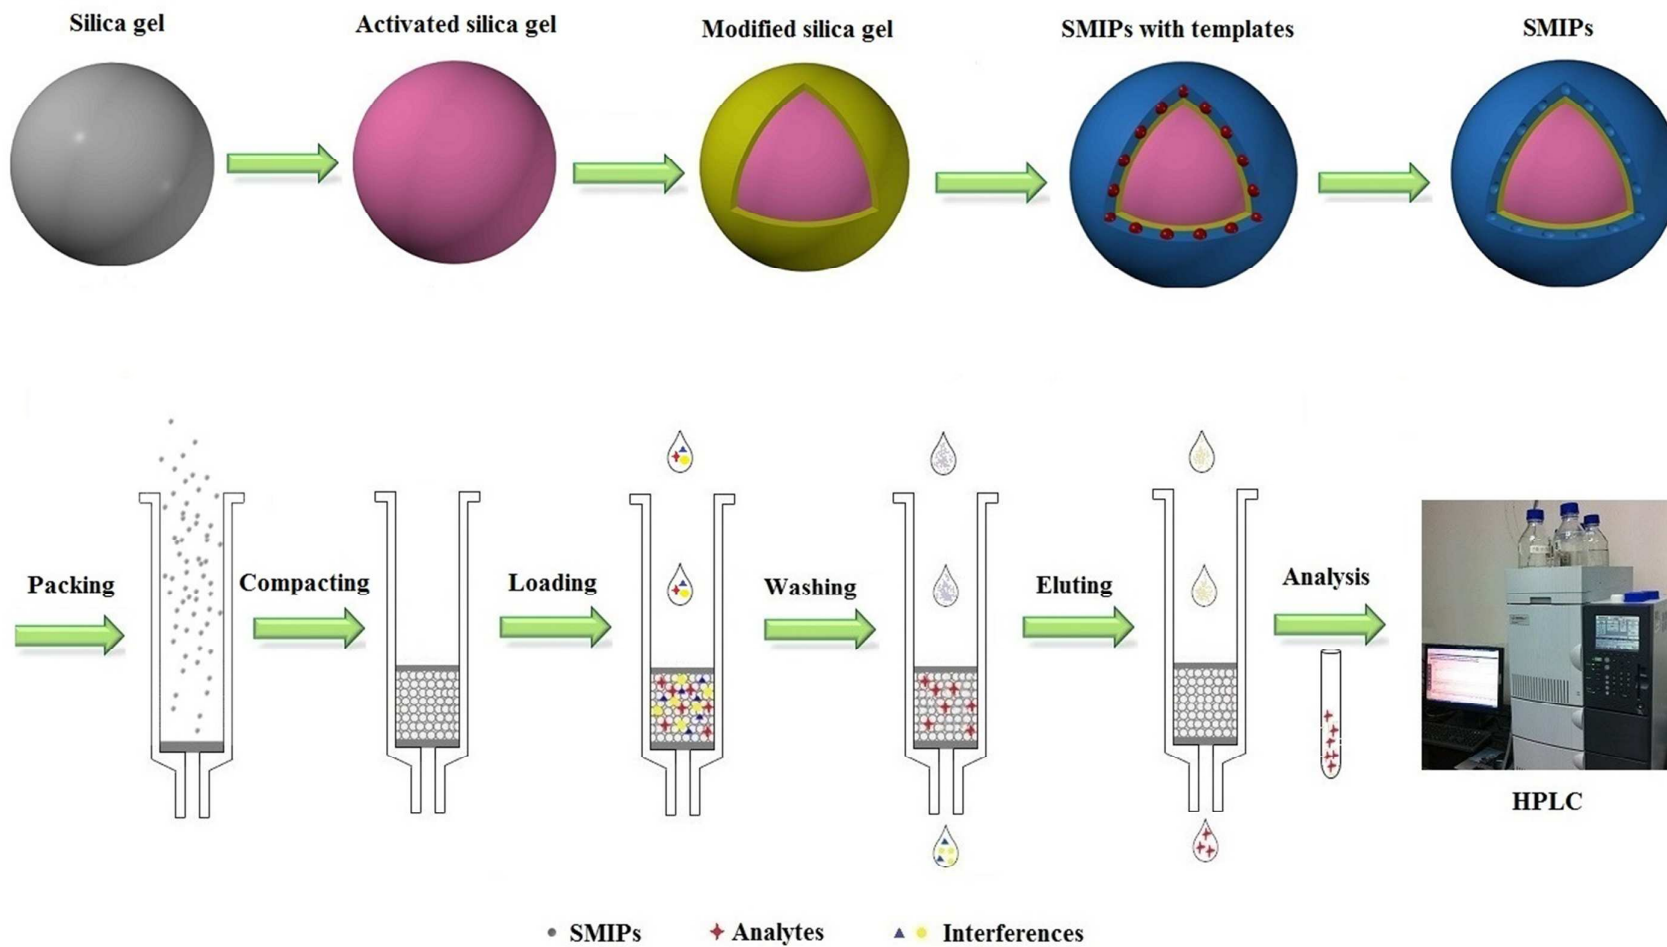 Silica gel
Activated silica gel
Modified silica gel
SMIPs with templates
SMIPs
Packing
Compacting
Loading
Washing
Eluting
Analysis
HPLC
SMIPs
Analytes
Interferences